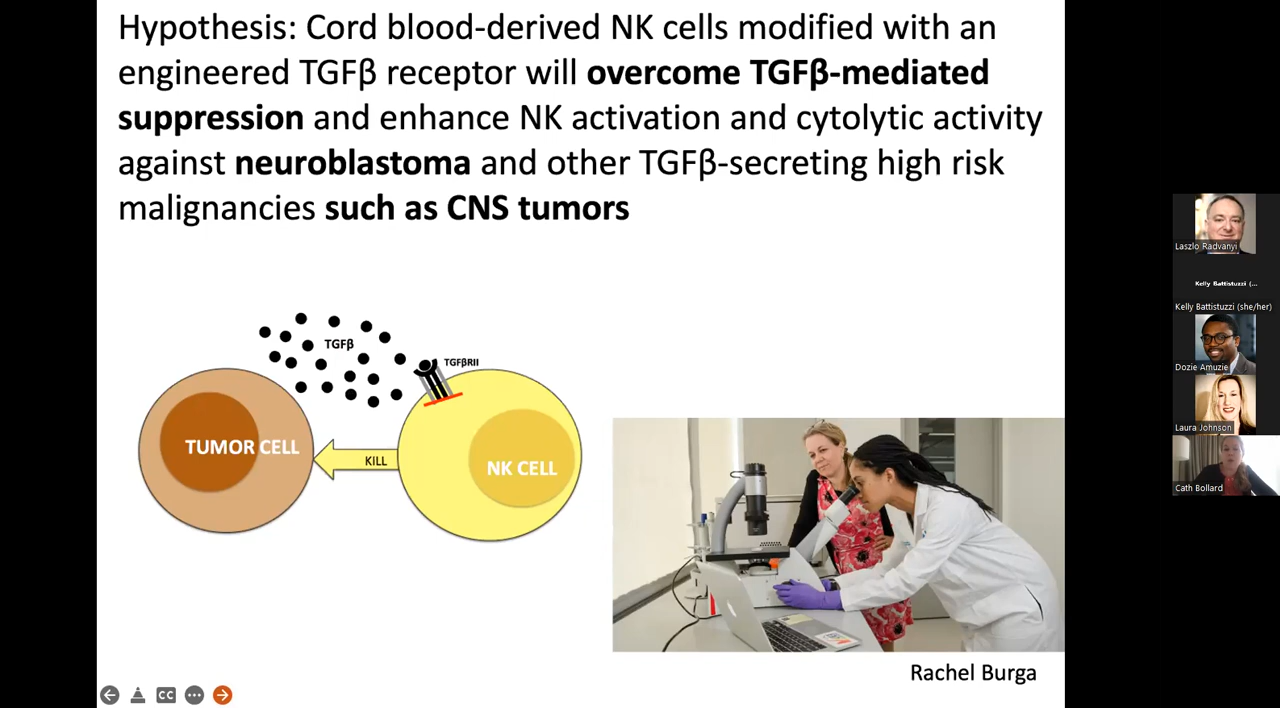 Hypothesis: Cord blood-derived NK cells modified with an
engineered TGFβ receptor will overcome TGFβ-mediated
suppression and enhance NK activation and cytolytic activity
against neuroblastoma and other TGFβ-secreting high risk
malignancies such as CNS tumors
TGFβ
TGFβRII
TUMOR CELL
KILL
NK CELL
Rachel Burga
CC
Laszlo Radvanyi
Kelly Battistuzzi (...
Kelly Battistuzzi (she/her)
Dozie Amuzie
Laura Johnson
Cath Bollard